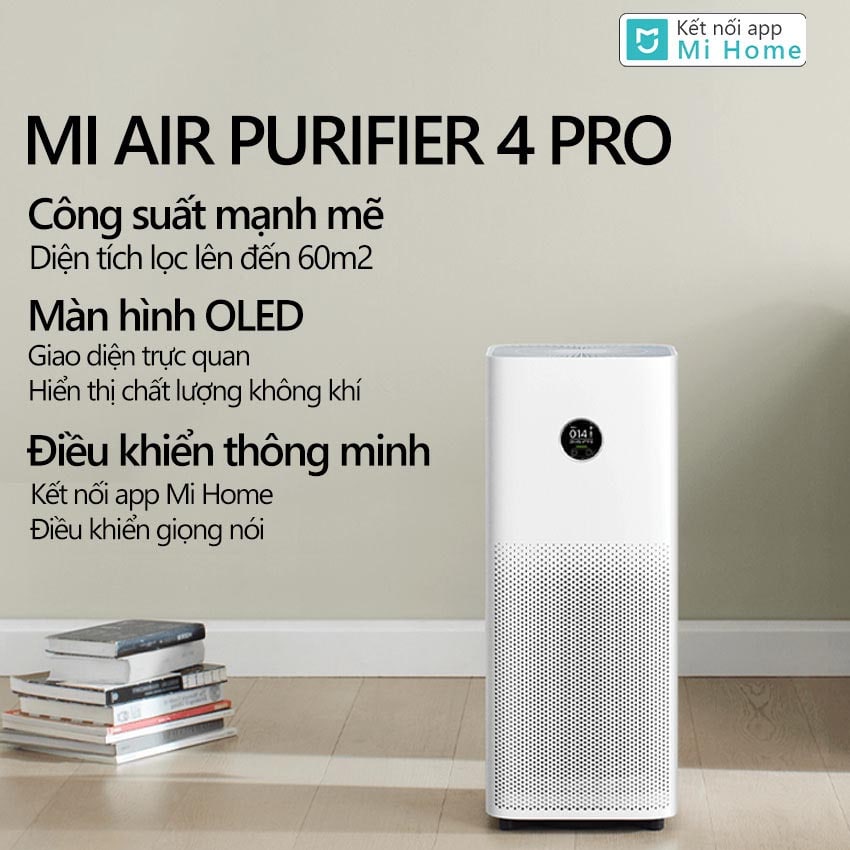 Kết nối app
Mi Home
MI AIR PURIFIER 4 PRO
Công suất mạnh mẽ
Diện tích lọc lên đến 60m2
Màn hình OLED
Giao diện trực quan
Hiển thị chất lượng không khí
Điều khiển thông minh
Kết nối app Mi Home
Điều khiển giọng nói
014